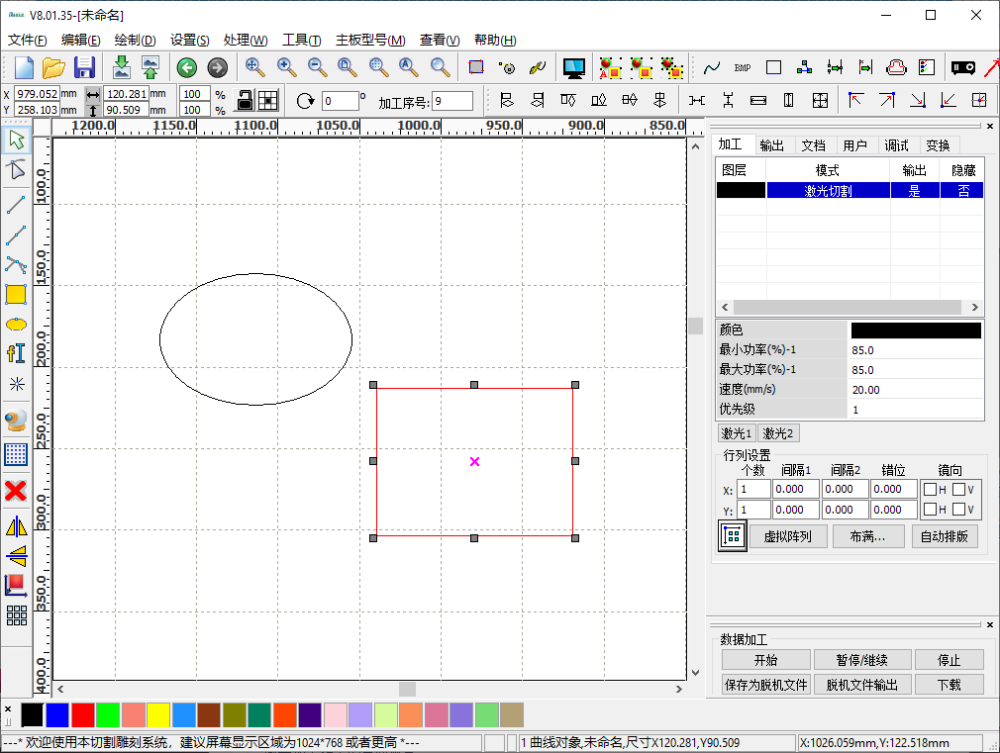 V8.01.35-[未命名]
文件(F) 编辑(E) 绘制(D) 设置(S) 处理(W) 工具(T) 主板型号(M) 查看(V) 帮助(H)
BMP
X 979.052 mm 120.281 mm 100 %
Y 258.103 mm 90.509 mm 100 %
0 ° 加工序号: 9
1200.0 1150.0 1100.0 1050.0 1000.0 950.0 900.0 850.0
100.0
150.0
200.0
250.0
300.0
350.0
400.0
加工 输出 文档 用户 调试 变换
图层 模式 输出 隐藏
激光切割 是 否
颜色
最小功率(%)-1 85.0
最大功率(%)-1 85.0
速度(mm/s) 20.00
优先级 1
激光1 激光2
行列设置
个数 间隔1 间隔2 错位 镜向
X: 1 0.000 0.000 0.000 H V
Y: 1 0.000 0.000 0.000 H V
虚拟阵列 布满... 自动排版
数据加工
开始 暂停/继续 停止
保存为脱机文件 脱机文件输出 下载
---* 欢迎使用本切割雕刻系统，建议屏幕显示区域为1024*768 或者更高 *---
1 曲线对象,未命名,尺寸X120.281,Y90.509
X:1026.059mm,Y:122.518mm